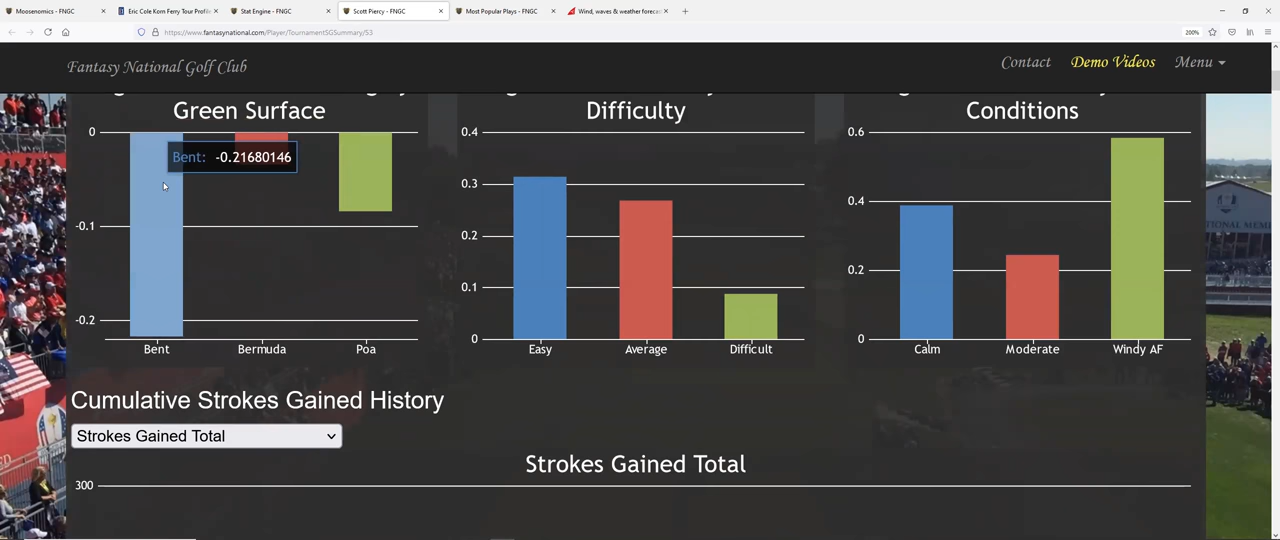 Moosenomics - FNGC
Eric Cole Korn Ferry Tour Profile
Stat Engine - FNGC
Scott Piercy - FNGC
Most Popular Plays - FNGC
Wind, waves & weather forecas
https://www.fantasynational.com/Player/TournamentSGSummary/53
200%
Fantasy National Golf Club
Contact
Demo Videos
Menu
Green Surface
0
-0.1
-0.2
Bent: -0.21680146
Bent
Bermuda
Poa
Difficulty
0.4
0.3
0.2
0.1
0
Easy
Average
Difficult
Conditions
0.6
0.4
0.2
0
Calm
Moderate
Windy AF
Cumulative Strokes Gained History
Strokes Gained Total
Strokes Gained Total
300